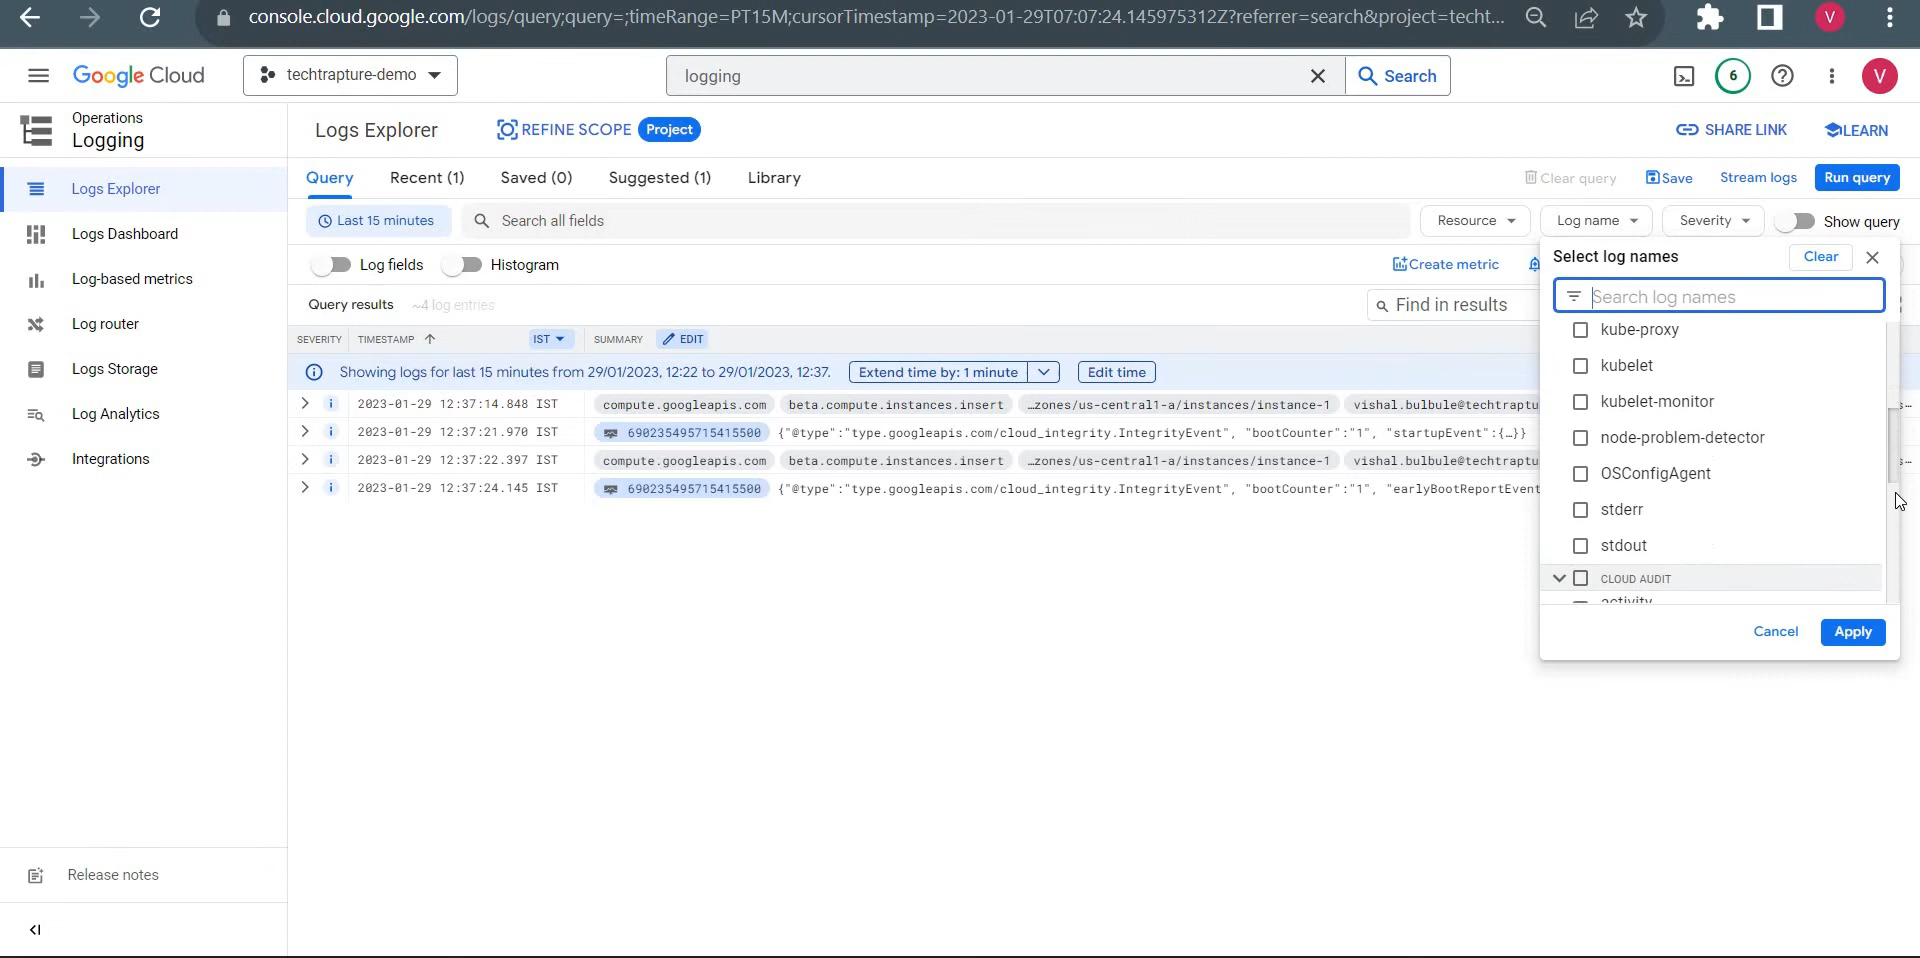 console.cloud.google.com/logs/query;query=;timeRange=PT15M;cursorTimestamp=2023-01-29T07:07:24.145975312Z?referrer=search&project=techt...
V
Google Cloud
techtrapture-demo
logging
Search
6
V
Operations
Logging
Logs Explorer
REFINE SCOPE
Project
SHARE LINK
LEARN
Logs Explorer
Logs Dashboard
Log-based metrics
Log router
Logs Storage
Log Analytics
Integrations
Release notes
Query
Recent (1)
Saved (0)
Suggested (1)
Library
Clear query
Save
Stream logs
Run query
Last 15 minutes
Search all fields
Resource
Log name
Severity
Show query
Log fields
Histogram
Create metric
Query results
~4 log entries
Find in results
SEVERITY
TIMESTAMP
IST
SUMMARY
EDIT
Showing logs for last 15 minutes from 29/01/2023, 12:22 to 29/01/2023, 12:37.
Extend time by: 1 minute
Edit time
2023-01-29 12:37:14.848 IST compute.googleapis.com beta.compute.instances.insert …zones/us-central1-a/instances/instance-1 vishal.bulbule@techtraptu
2023-01-29 12:37:21.970 IST 690235495715415500 {"@type":"type.googleapis.com/cloud_integrity.IntegrityEvent", "bootCounter":"1", "startupEvent":{…}}
2023-01-29 12:37:22.397 IST compute.googleapis.com beta.compute.instances.insert …zones/us-central1-a/instances/instance-1 vishal.bulbule@techtraptu
2023-01-29 12:37:24.145 IST 690235495715415500 {"@type":"type.googleapis.com/cloud_integrity.IntegrityEvent", "bootCounter":"1", "earlyBootReportEvent
Select log names
Clear
Search log names
kube-proxy
kubelet
kubelet-monitor
node-problem-detector
OSConfigAgent
stderr
stdout
CLOUD AUDIT
activity
Cancel
Apply